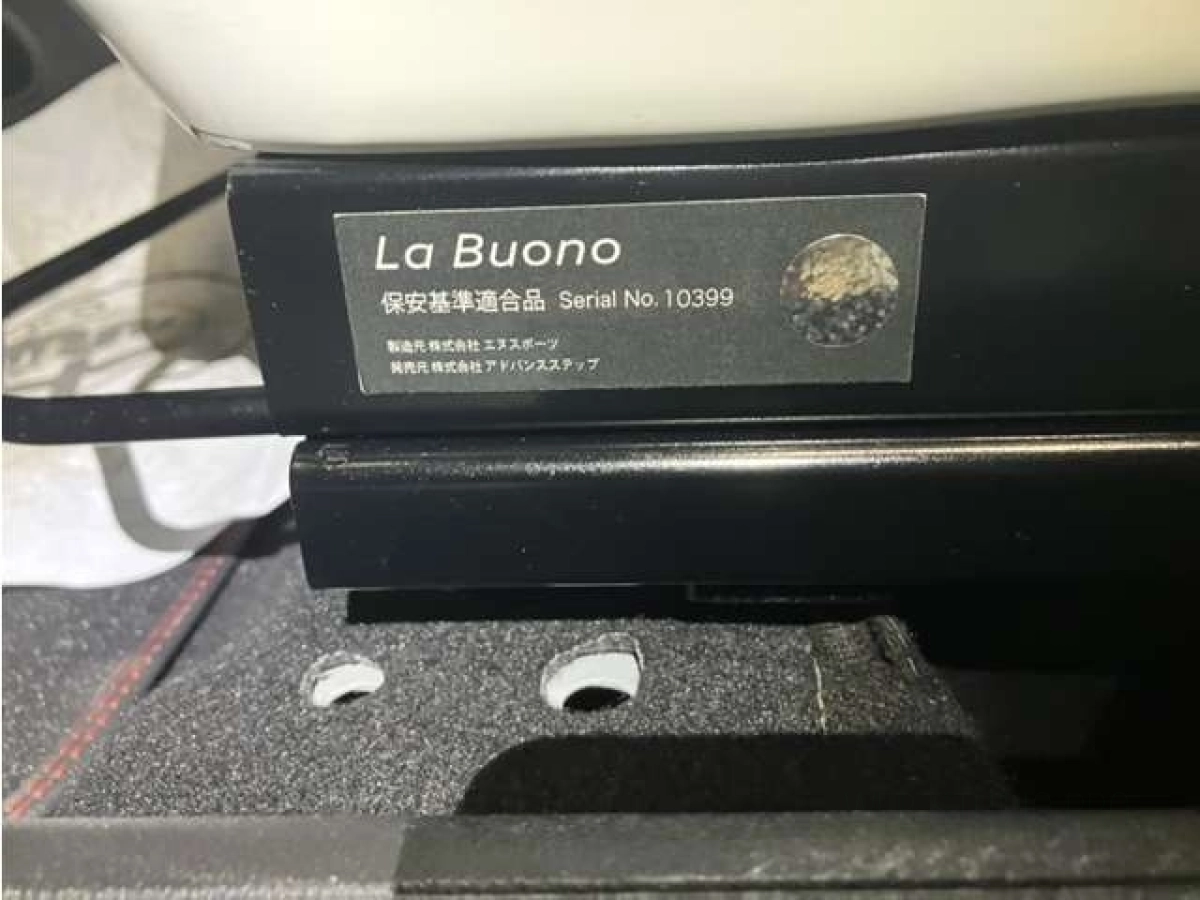 La Buono
保安基準適合品 Serial No. 10399
製造元 株式会社 エヌスポーツ
発売元 株式会社 アドバンスステップ